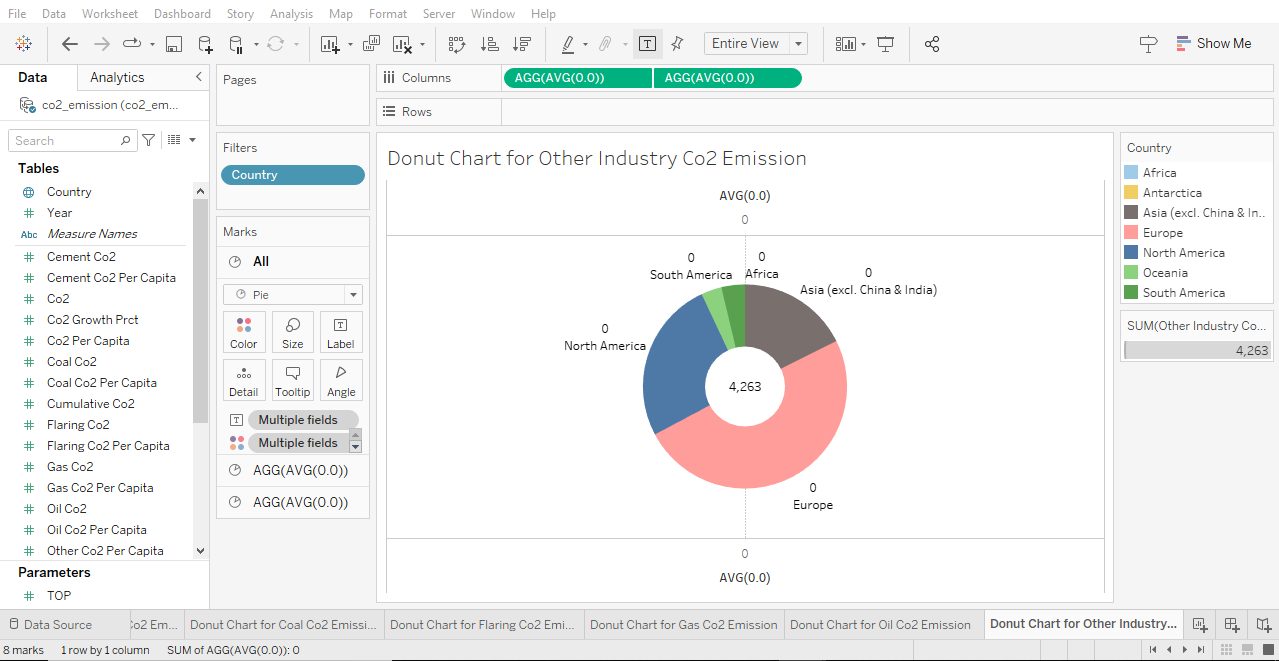 File Data Worksheet Dashboard Story Analysis Map Format Server Window Help
Entire View
Show Me
Data Analytics
co2_emission (co2_em...
Search
Tables
Country
Year
Measure Names
Cement Co2
Cement Co2 Per Capita
Co2
Co2 Growth Prct
Co2 Per Capita
Coal Co2
Coal Co2 Per Capita
Cumulative Co2
Flaring Co2
Flaring Co2 Per Capita
Gas Co2
Gas Co2 Per Capita
Oil Co2
Oil Co2 Per Capita
Other Co2 Per Capita
Parameters
TOP
Pages
Filters
Country
Marks
All
Pie
Color Size Label
Detail Tooltip Angle
Multiple fields
Multiple fields
AGG(AVG(0.0))
AGG(AVG(0.0))
Columns AGG(AVG(0.0)) AGG(AVG(0.0))
Rows
Donut Chart for Other Industry Co2 Emission
AVG(0.0)
0
0
South America
0
Africa
0
Asia (excl. China & India)
0
North America
4,263
0
Europe
0
AVG(0.0)
Country
Africa
Antarctica
Asia (excl. China & In..
Europe
North America
Oceania
South America
SUM(Other Industry Co...
4,263
Data Source Co2 Em... Donut Chart for Coal Co2 Emissi... Donut Chart for Flaring Co2 Emi... Donut Chart for Gas Co2 Emission Donut Chart for Oil Co2 Emission Donut Chart for Other Industry...
8 marks 1 row by 1 column SUM of AGG(AVG(0.0)): 0